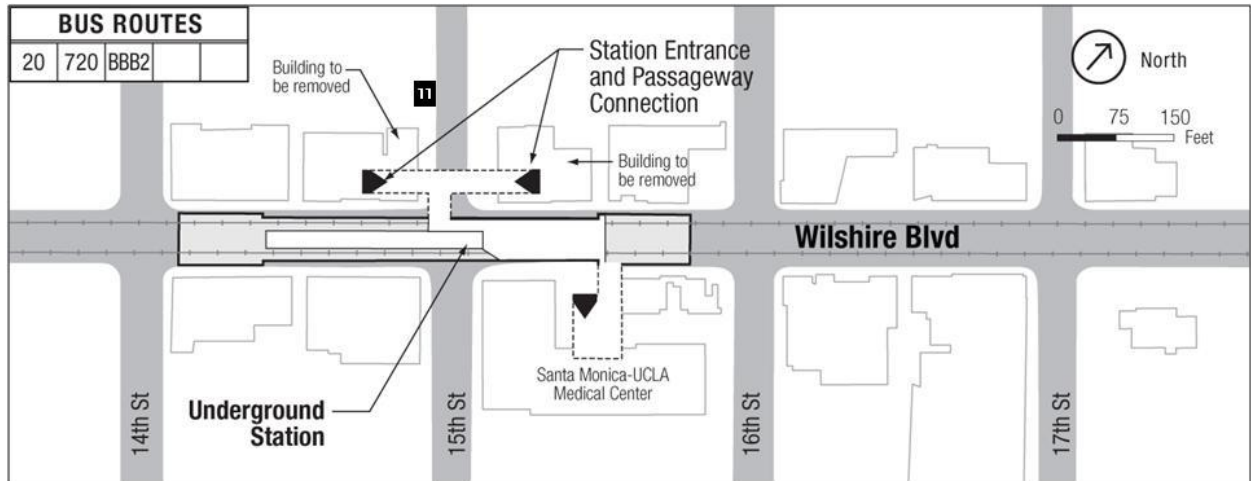 BUS ROUTES
20 720 BBB2
Building to
be removed
11
Station Entrance
and Passageway
Connection
North
0 75 150
Feet
Building to
be removed
Wilshire Blvd
Santa Monica-UCLA
Medical Center
Underground
Station
14th St
15th St
16th St
17th St